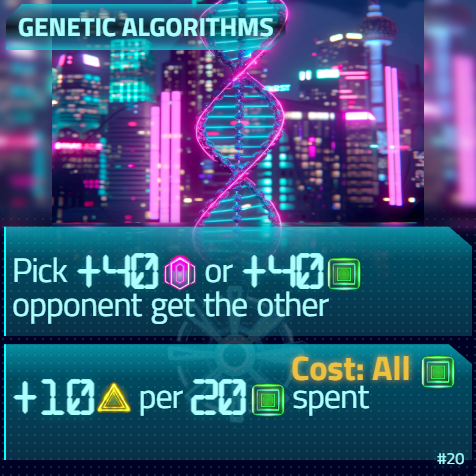 GENETIC ALGORITHMS
Pick +40 or +40
opponent get the other
Cost: All
+10 per 20 spent
#20